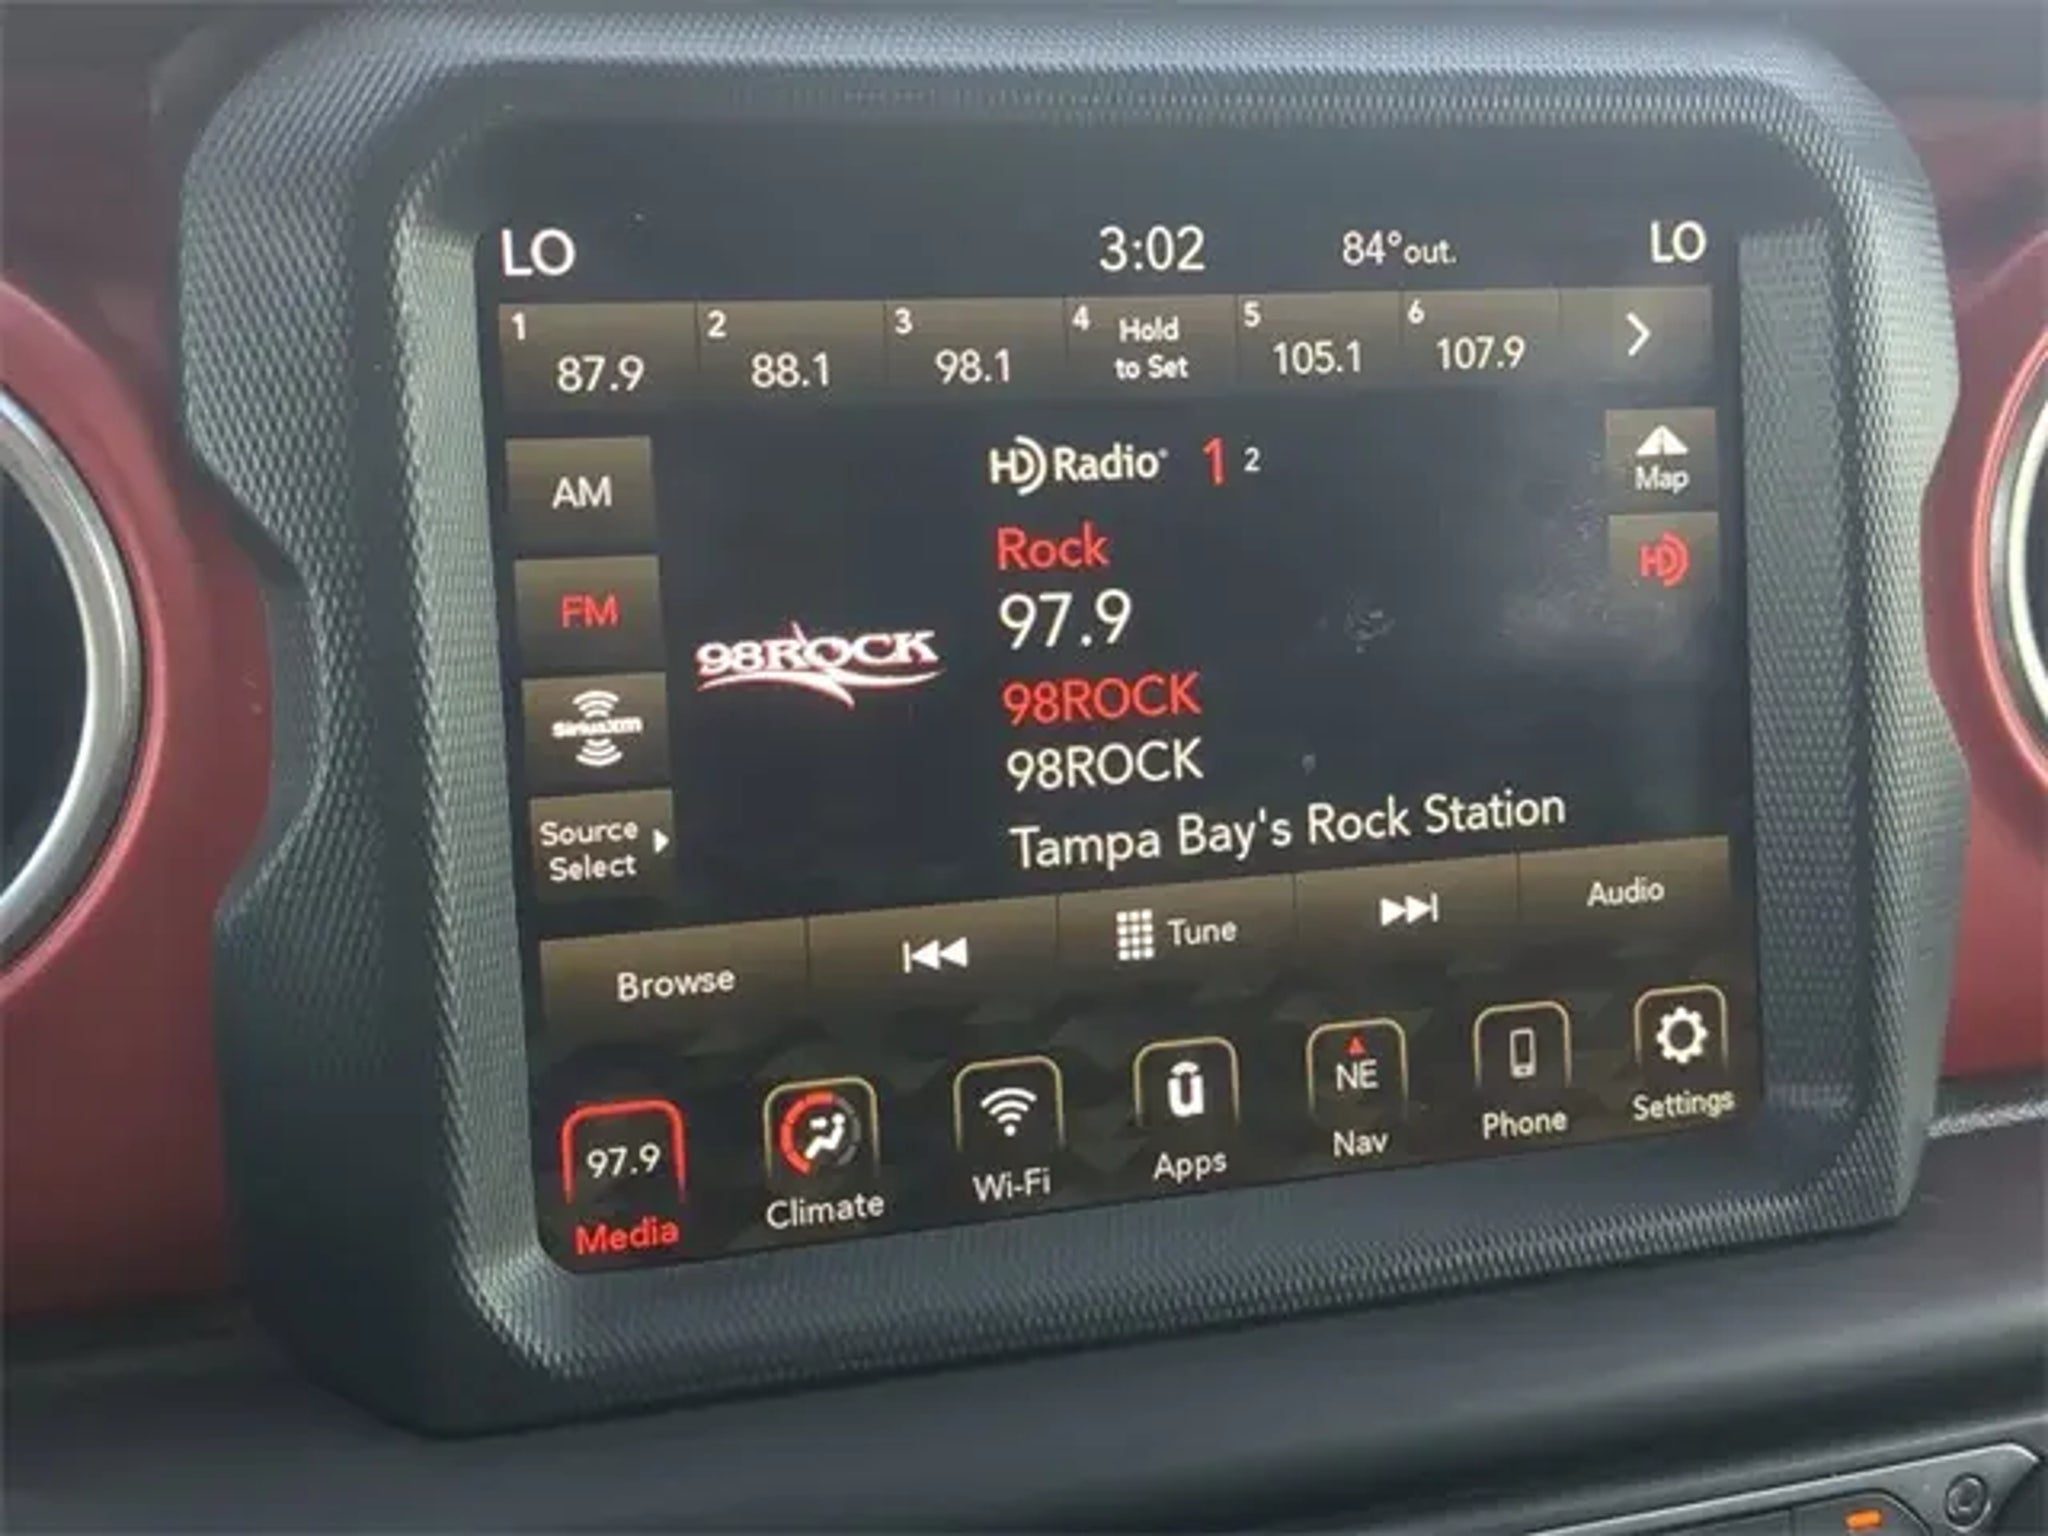 LO 3:02 84°out. LO
1 87.9
2 88.1
3 98.1
4 Hold to Set
5 105.1
6 107.9
AM
FM
SiriusXM
Source
Select
98ROCK
HD Radio 1 2
Rock
97.9
98ROCK
98ROCK
Tampa Bay's Rock Station
Map
HD
Browse
Tune
Audio
97.9
Media
Climate
Wi-Fi
ū
Apps
NE
Nav
Phone
Settings